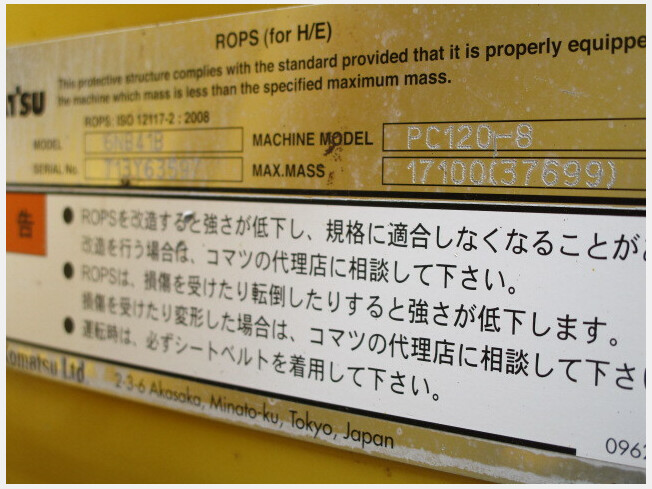 ROPS (for H/E)
This protective structure complies with the standard provided that it is properly equippe
the machine which mass is less than the specified maximum mass.
ROPS: ISO 12117-2 : 2008
MODEL 6NB41B MACHINE MODEL PC120-8
SERIAL No. MAX.MASS 17100(37699)
告
● ROPSを改造すると強さが低下し、規格に適合しなくなることが
改造を行う場合は、コマツの代理店に相談して下さい。
● ROPSは、損傷を受けたり転倒したりすると強さが低下します。
損傷を受けたり変形した場合は、コマツの代理店に相談して下さ
● 運転時は、必ずシートベルトを着用して下さい。
Komatsu Ltd. 2-3-6 Akasaka, Minato-ku, Tokyo, Japan
0962